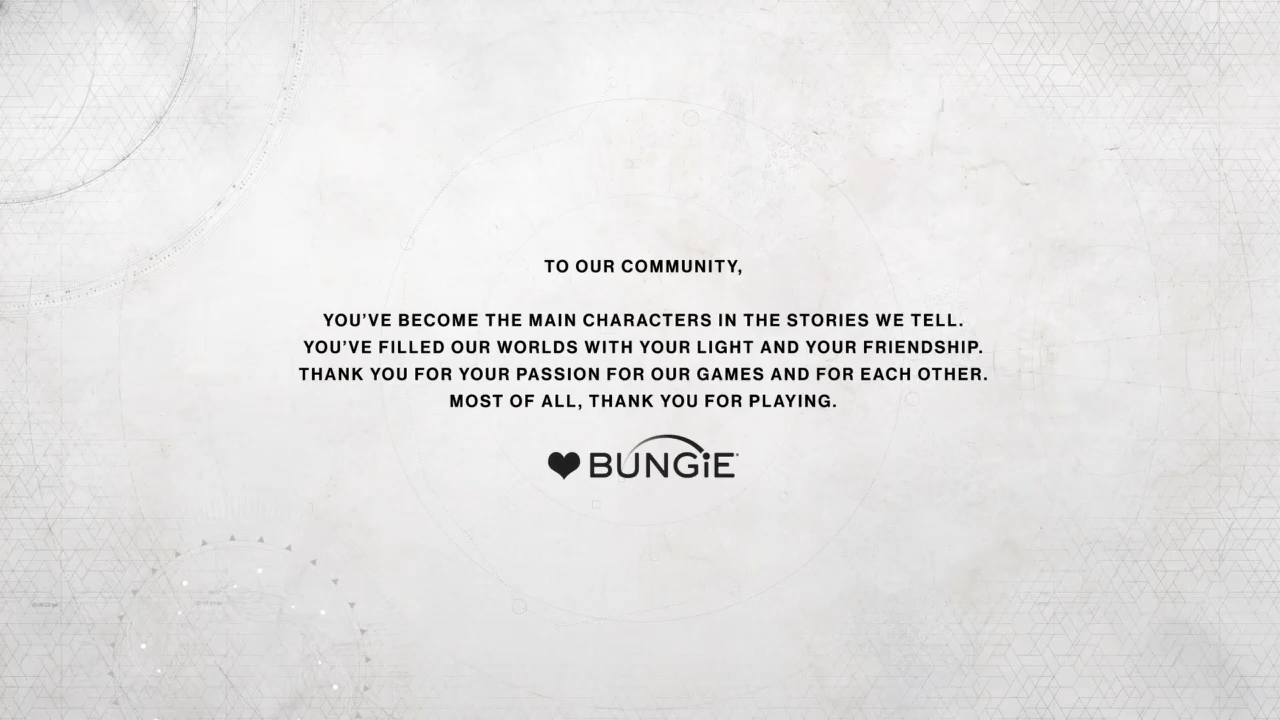 TO OUR COMMUNITY,
YOU'VE BECOME THE MAIN CHARACTERS IN THE STORIES WE TELL.
YOU'VE FILLED OUR WORLDS WITH YOUR LIGHT AND YOUR FRIENDSHIP.
THANK YOU FOR YOUR PASSION FOR OUR GAMES AND FOR EACH OTHER.
MOST OF ALL, THANK YOU FOR PLAYING.
♥ BUNGiE